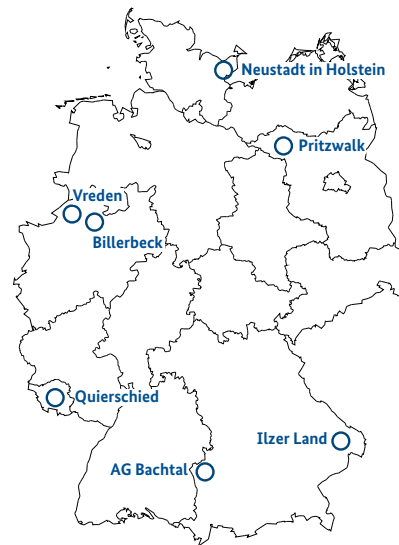 Neustadt in Holstein
Pritzwalk
Vreden
Billerbeck
Quierschied
Ilzer Land
AG Bachtal